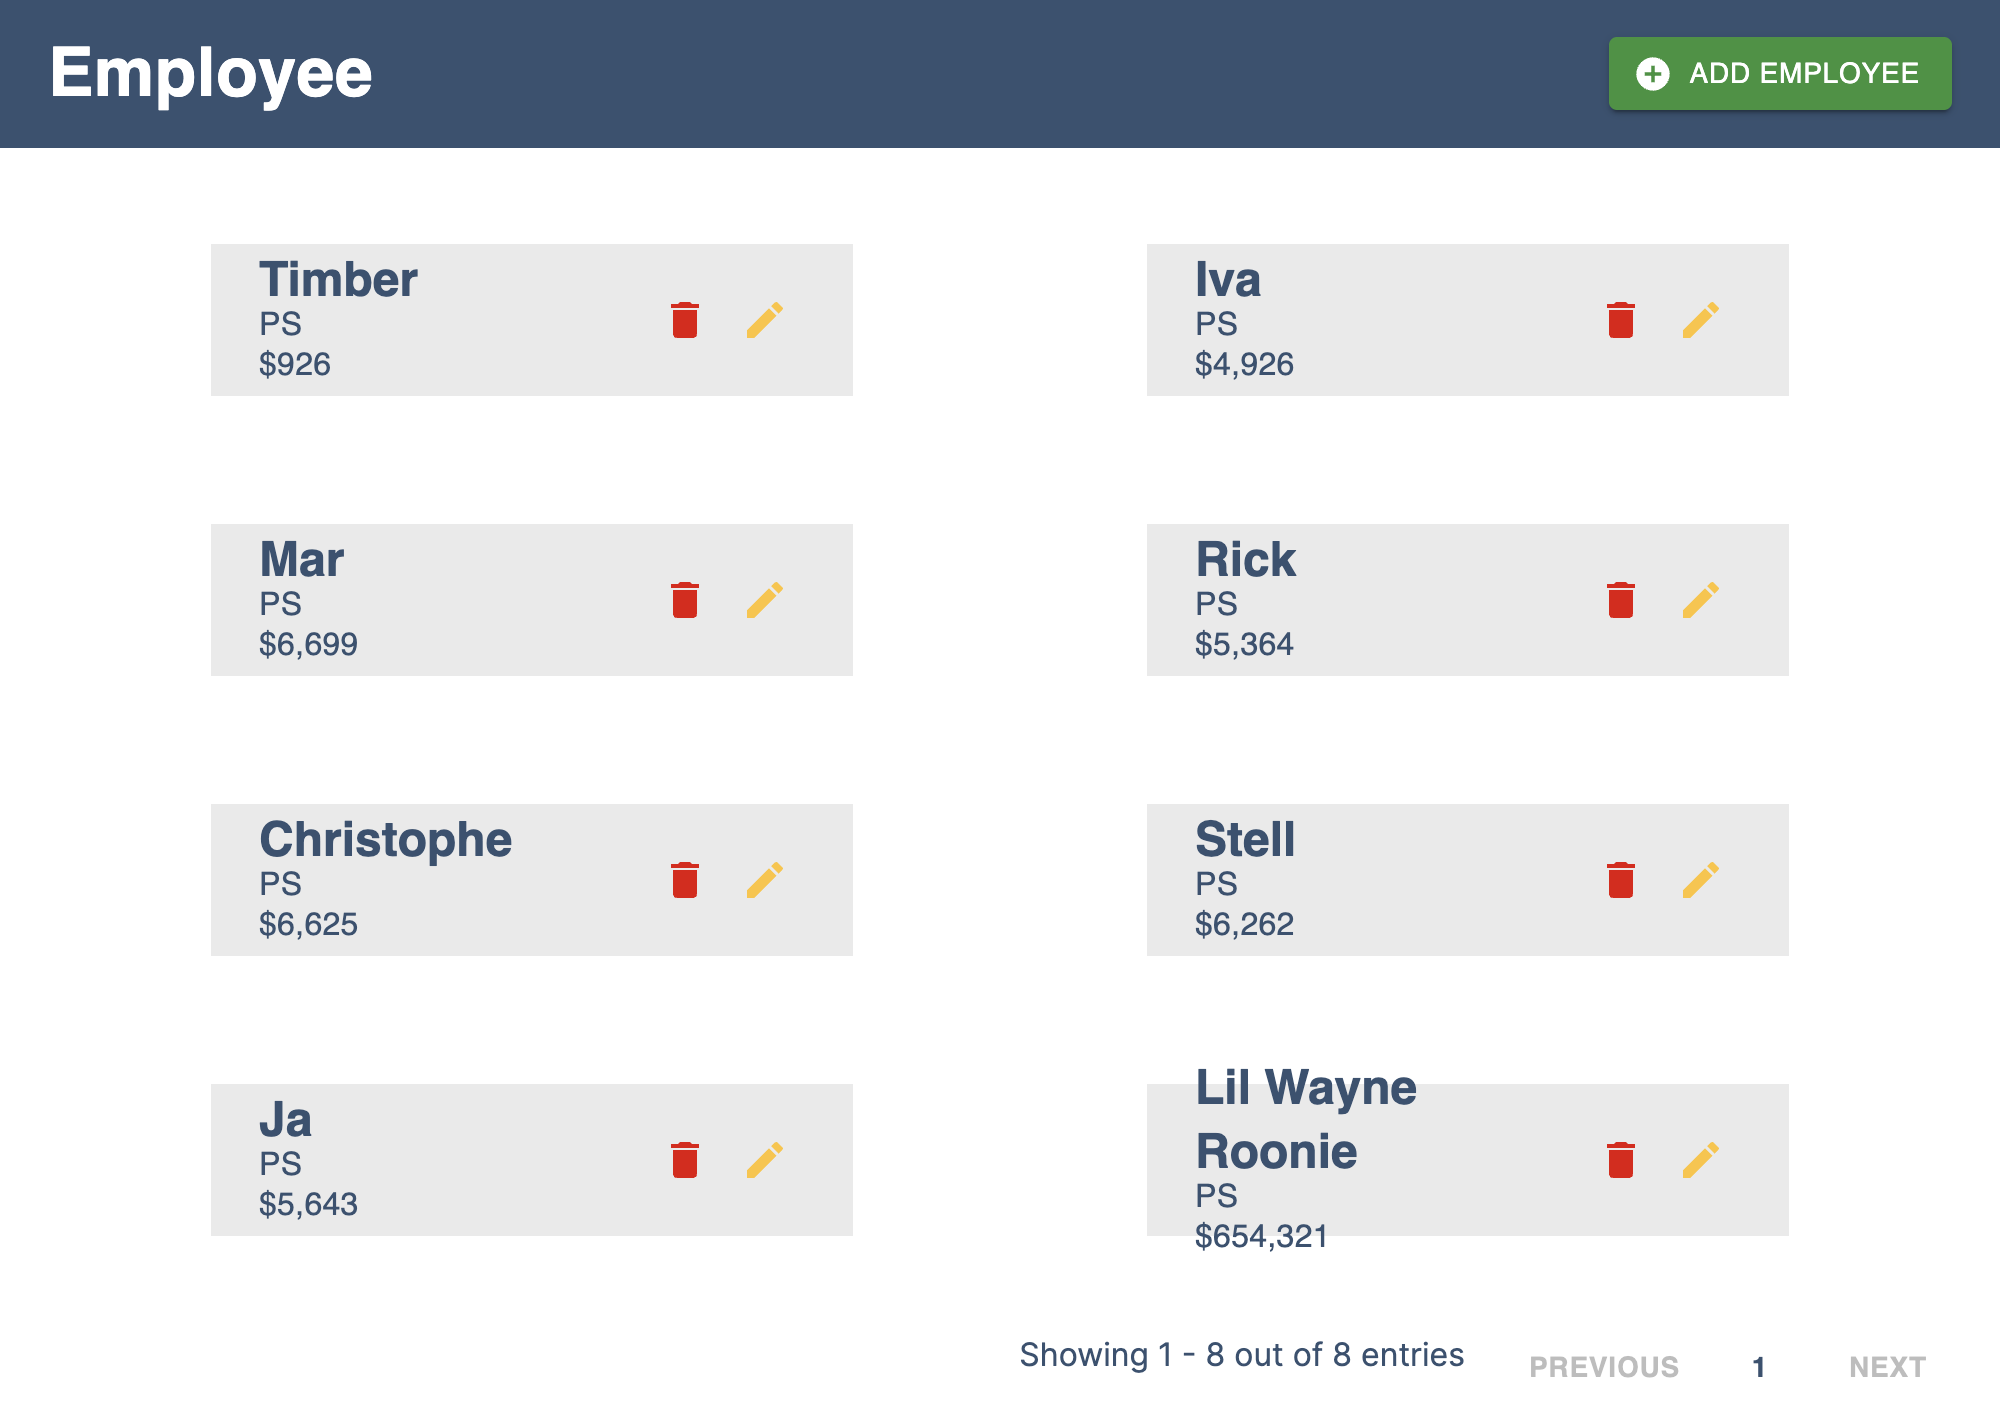 Employee
ADD EMPLOYEE
Timber
PS
$926
Iva
PS
$4,926
Mar
PS
$6,699
Rick
PS
$5,364
Christophe
PS
$6,625
Stell
PS
$6,262
Ja
PS
$5,643
Lil Wayne
Roonie
PS
$654,321
Showing 1 - 8 out of 8 entries
PREVIOUS 1 NEXT